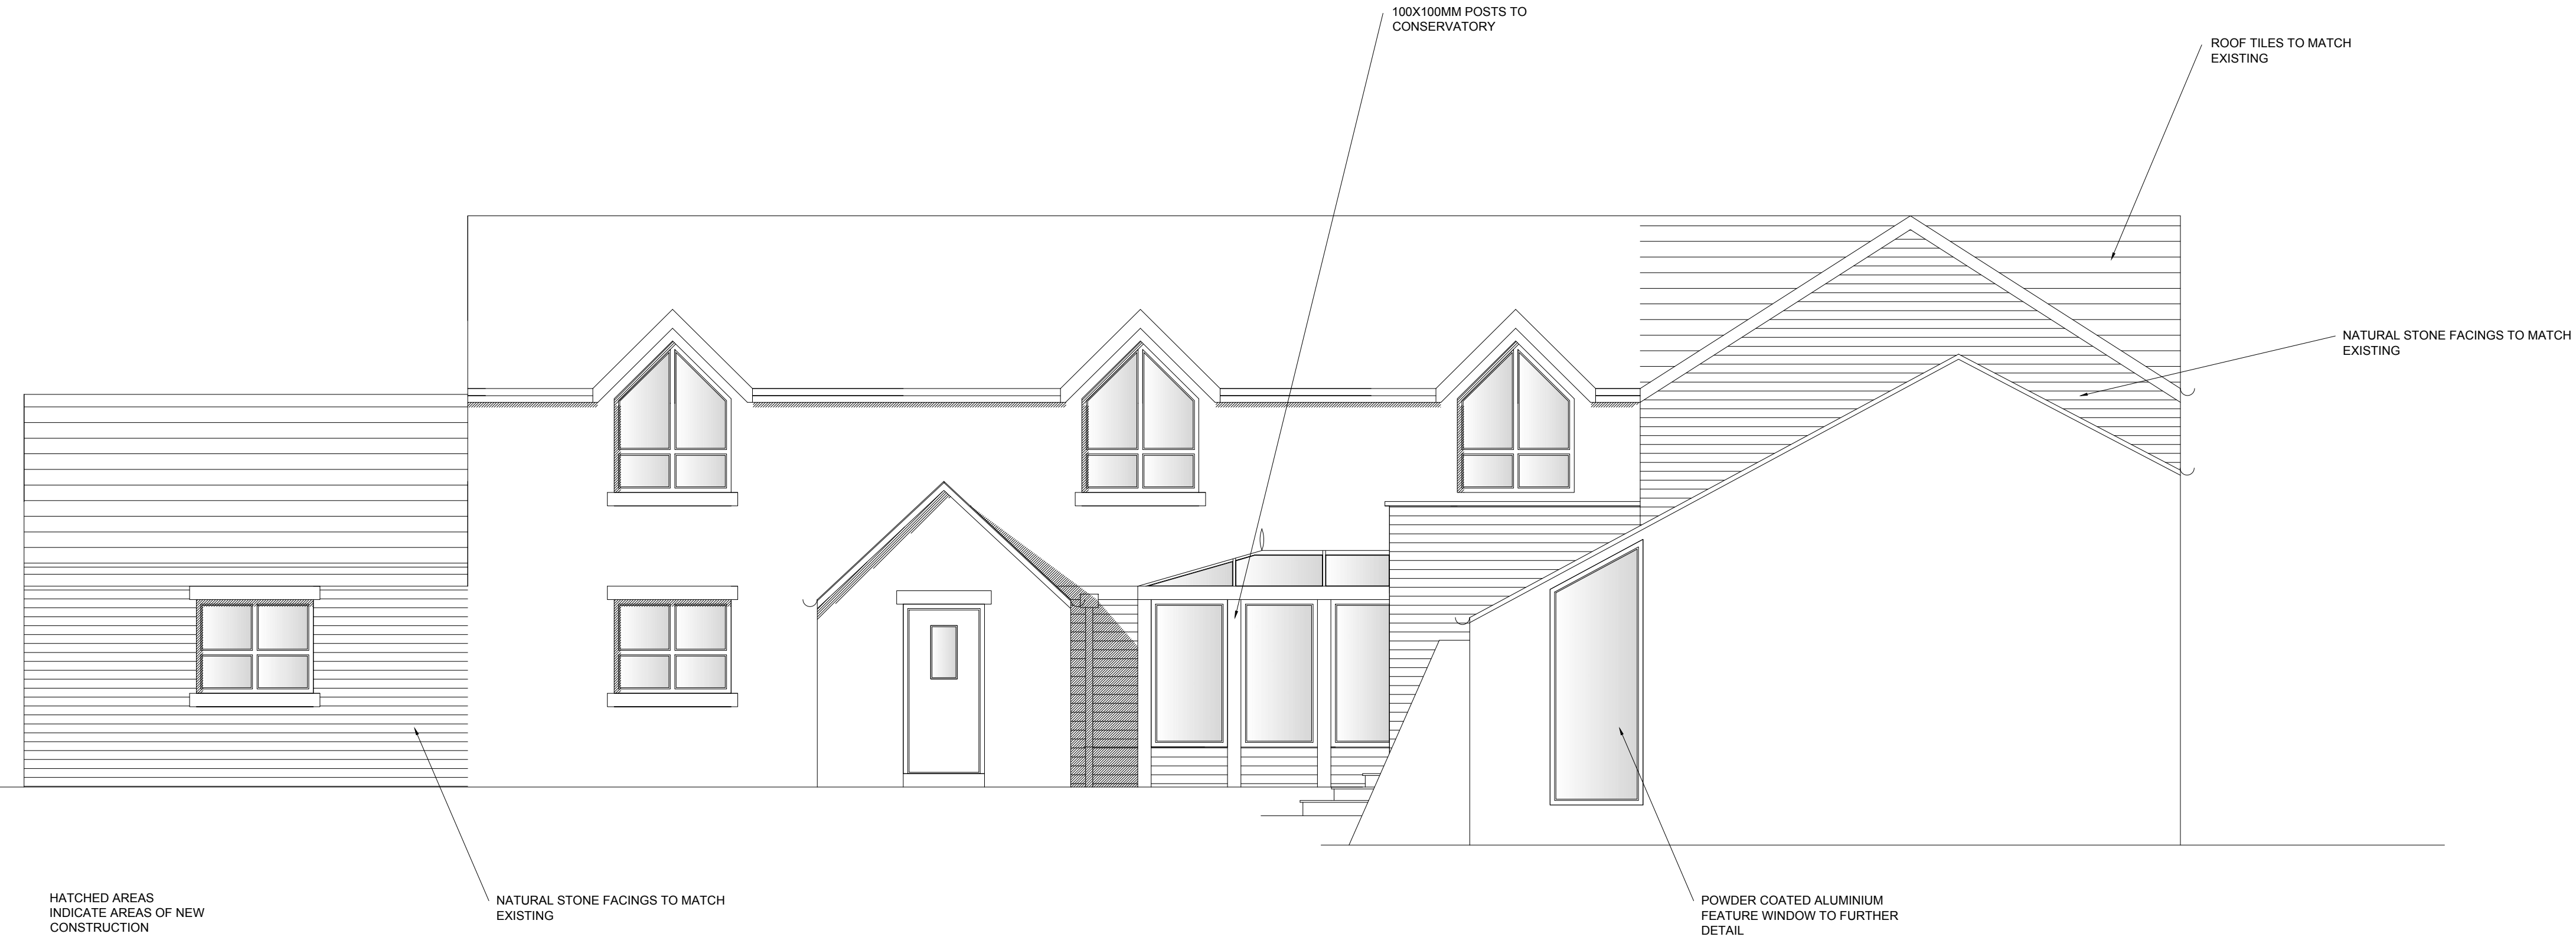 100X100MM POSTS TO
CONSERVATORY
ROOF TILES TO MATCH
EXISTING
NATURAL STONE FACINGS TO MATCH
EXISTING
HATCHED AREAS
INDICATE AREAS OF NEW
CONSTRUCTION
NATURAL STONE FACINGS TO MATCH
EXISTING
POWDER COATED ALUMINIUM
FEATURE WINDOW TO FURTHER
DETAIL